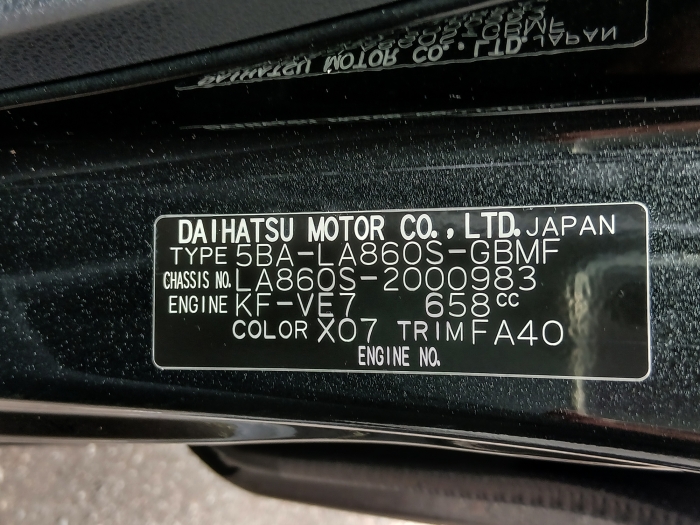 DAIHATSU MOTOR CO., LTD. JAPAN
TYPE 5BA-LA860S-GBMF
CHASSIS NO. LA860S-2000983
ENGINE KF-VE7 658cc
COLOR X07 TRIM FA40
ENGINE NO.